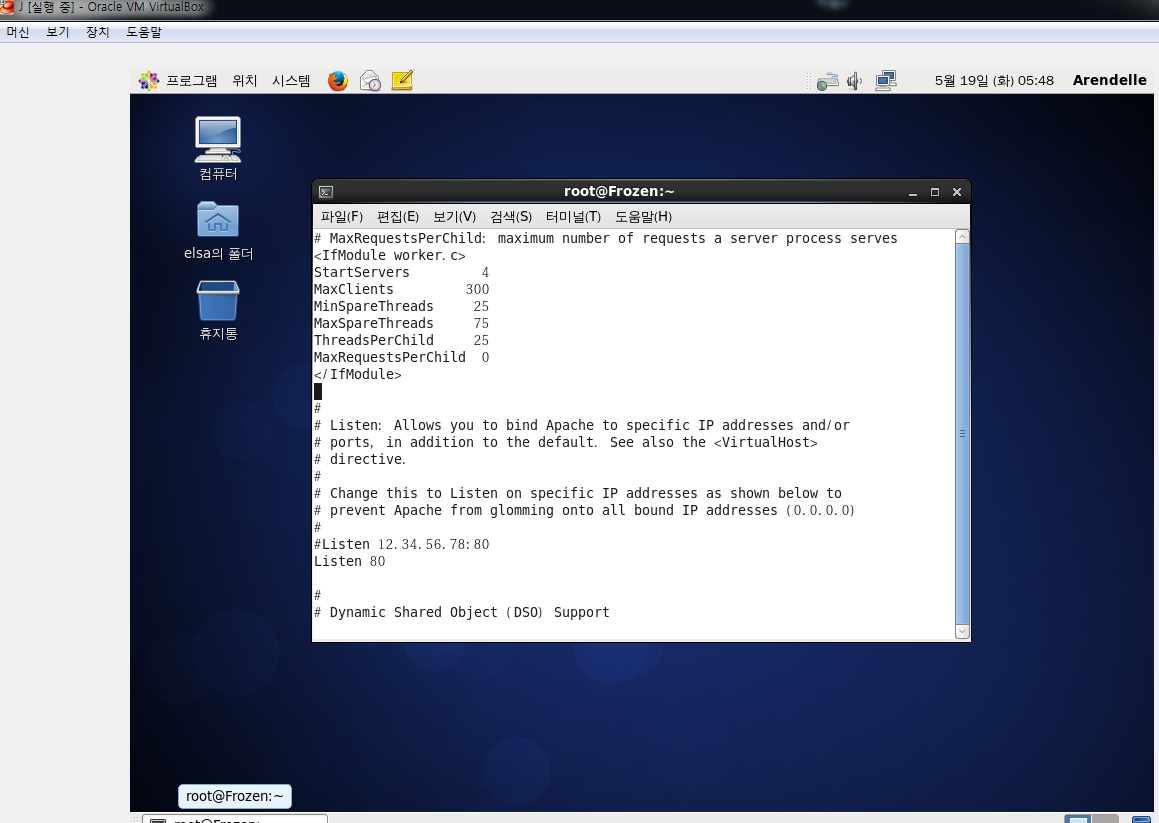 J [실행 중] - Oracle VM VirtualBox
머신 보기 장치 도움말
프로그램 위치 시스템 5월 19일 (화) 05:48 Arendelle
컴퓨터
elsa의 폴더
휴지통
root@Frozen:~
파일(F) 편집(E) 보기(V) 검색(S) 터미널(T) 도움말(H)
# MaxRequestsPerChild: maximum number of requests a server process serves
<IfModule worker.c>
StartServers         4
MaxClients         300
MinSpareThreads     25
MaxSpareThreads     75
ThreadsPerChild     25
MaxRequestsPerChild  0
</IfModule>
#
# Listen: Allows you to bind Apache to specific IP addresses and/or
# ports, in addition to the default. See also the <VirtualHost>
# directive.
#
# Change this to Listen on specific IP addresses as shown below to
# prevent Apache from glomming onto all bound IP addresses (0.0.0.0)
#
#Listen 12.34.56.78:80
Listen 80
#
# Dynamic Shared Object (DSO) Support
root@Frozen:~
root@Frozen:~